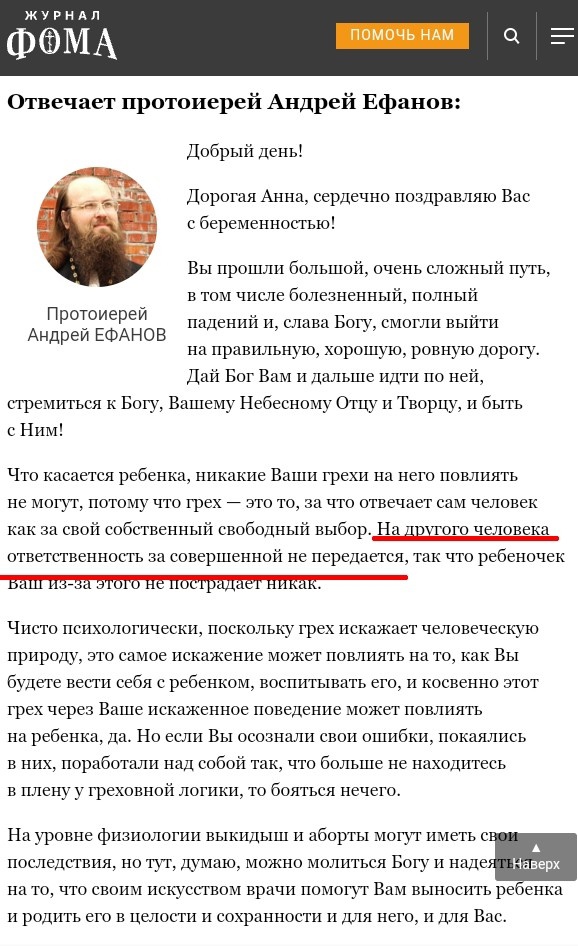 ЖУРНАЛ
ФОМА
ПОМОЧЬ НАМ
Отвечает протоиерей Андрей Ефанов:
Добрый день!
Дорогая Анна, сердечно поздравляю Вас
с беременностью!
Вы прошли большой, очень сложный путь,
в том числе болезненный, полный
падений и, слава Богу, смогли выйти
на правильную, хорошую, ровную дорогу.
Дай Бог Вам и дальше идти по ней,
Протоиерей
Андрей ЕФАНОВ
стремиться к Богу, Вашему Небесному Отцу и Творцу, и быть
с Ним!
Что касается ребенка, никакие Ваши грехи на него повлиять
не могут, потому что грех — это то, за что отвечает сам человек
как за свой собственный свободный выбор. На другого человека
ответственность за совершенной не передается, так что ребеночек
Ваш из-за этого не пострадает никак.
Чисто психологически, поскольку грех искажает человеческую
природу, это самое искажение может повлиять на то, как Вы
будете вести себя с ребенком, воспитывать его, и косвенно этот
грех через Ваше искаженное поведение может повлиять
на ребенка, да. Но если Вы осознали свои ошибки, покаялись
в них, поработали над собой так, что больше не находитесь
в плену у греховной логики, то бояться нечего.
На уровне физиологии выкидыш и аборты могут иметь свои
последствия, но тут, думаю, можно молиться Богу и надеяться
на то, что своим искусством врачи помогут Вам выносить ребенка
и родить его в целости и сохранности и для него, и для Вас.
▲
Наверх